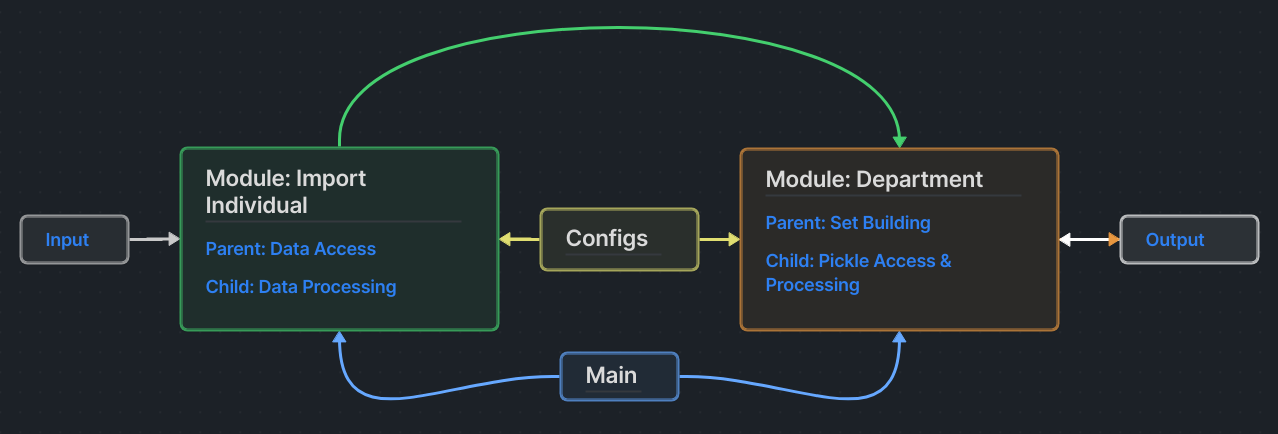 Module: Import
Individual
Parent: Data Access
Child: Data Processing
Input
Configs
Module: Department
Parent: Set Building
Child: Pickle Access &
Processing
Output
Main